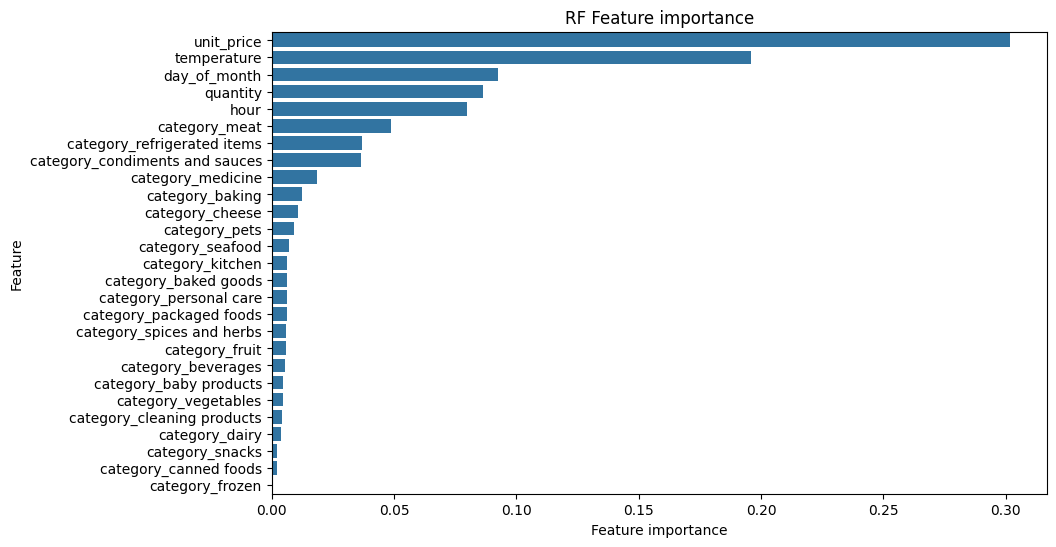 RF Feature importance
unit_price
temperature
day_of_month
quantity
hour
category_meat
category_refrigerated items
category_condiments and sauces
category_medicine
category_baking
category_cheese
category_pets
category_seafood
category_kitchen
category_baked goods
category_personal care
category_packaged foods
category_spices and herbs
category_fruit
category_beverages
category_baby products
category_vegetables
category_cleaning products
category_dairy
category_snacks
category_canned foods
category_frozen
Feature
0.00 0.05 0.10 0.15 0.20 0.25 0.30
Feature importance